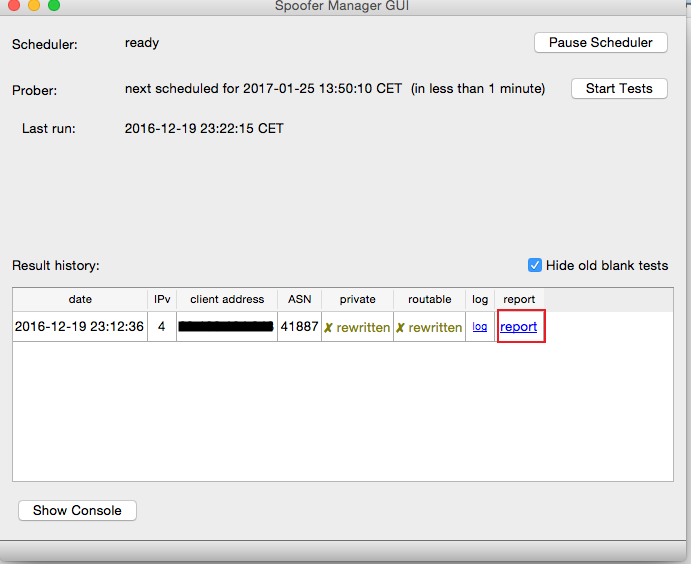 Spoofer Manager GUI
Scheduler: ready Pause Scheduler
Prober: next scheduled for 2017-01-25 13:50:10 CET (in less than 1 minute) Start Tests
Last run: 2016-12-19 23:22:15 CET
Result history: Hide old blank tests
date IPv client address ASN private routable log report
2016-12-19 23:12:36 4 41887 ✗ rewritten ✗ rewritten log report
Show Console